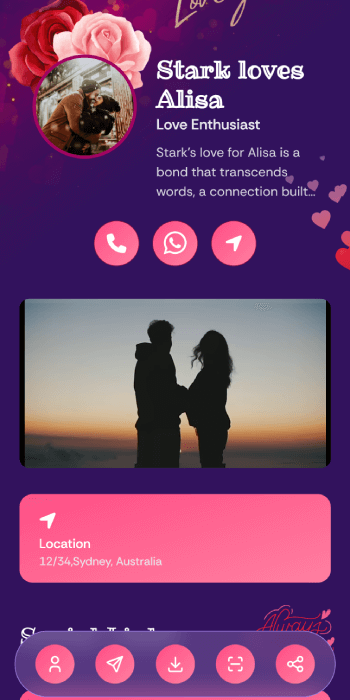 Love
Stark loves
Alisa
Love Enthusiast
Stark's love for Alisa is a
bond that transcends
words, a connection built...
Location
12/34,Sydney, Australia
Always